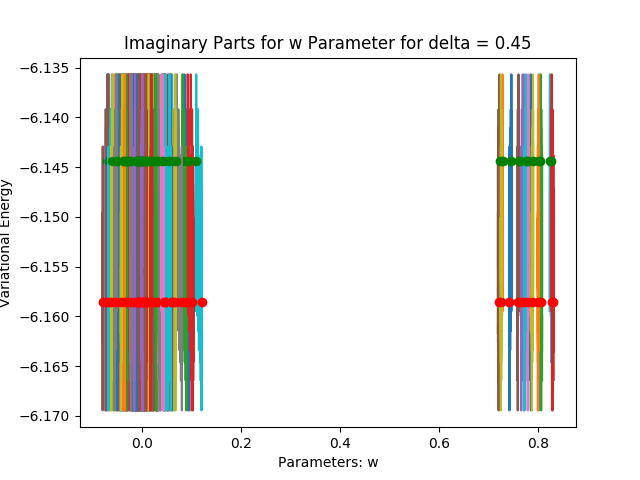 Imaginary Parts for w Parameter for delta = 0.45
−6.135
−6.140
−6.145
−6.150
−6.155
−6.160
−6.165
−6.170
Variational Energy
0.0 0.2 0.4 0.6 0.8
Parameters: w